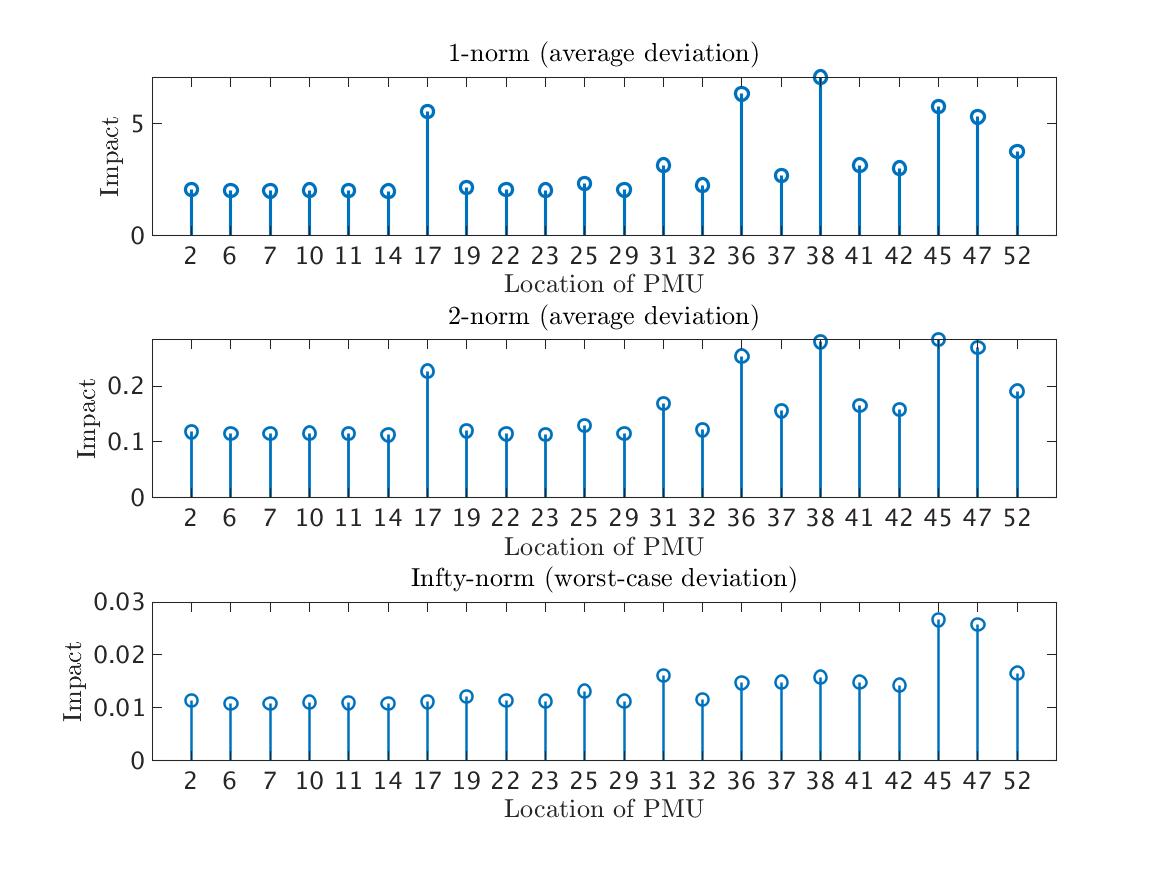 1-norm (average deviation)
Impact
5
0
2 6 7 10 11 14 17 19 22 23 25 29 31 32 36 37 38 41 42 45 47 52
Location of PMU
2-norm (average deviation)
Impact
0.2
0.1
0
2 6 7 10 11 14 17 19 22 23 25 29 31 32 36 37 38 41 42 45 47 52
Location of PMU
Infty-norm (worst-case deviation)
Impact
0.03
0.02
0.01
0
2 6 7 10 11 14 17 19 22 23 25 29 31 32 36 37 38 41 42 45 47 52
Location of PMU